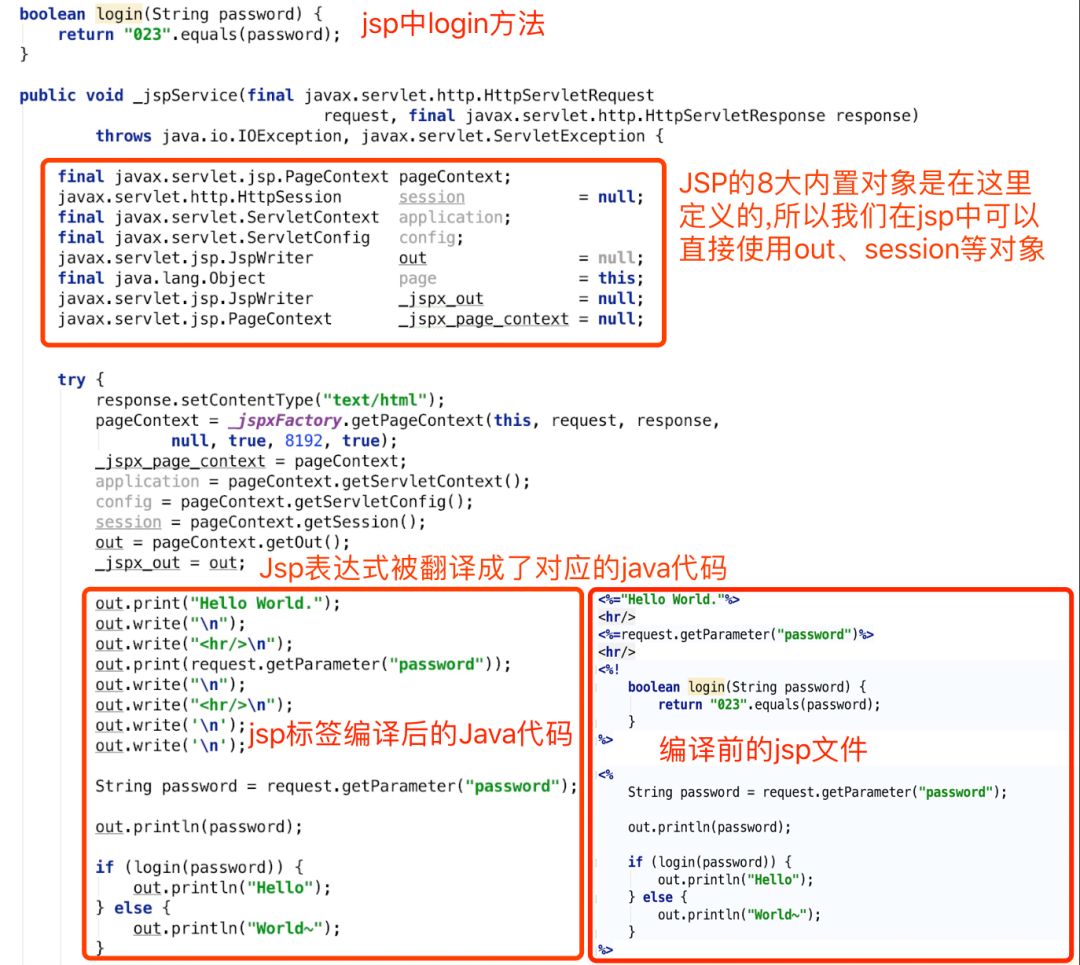 boolean login(String password) {
    return "023".equals(password);
}
jsp中login方法
public void _jspService(final javax.servlet.http.HttpServletRequest
                                request, final javax.servlet.http.HttpServletResponse response)
        throws java.io.IOException, javax.servlet.ServletException {
    final javax.servlet.jsp.PageContext pageContext;
    javax.servlet.http.HttpSession      session            = null;
    final javax.servlet.ServletContext  application;
    final javax.servlet.ServletConfig   config;
    javax.servlet.jsp.JspWriter         out                = null;
    final java.lang.Object              page               = this;
    javax.servlet.jsp.JspWriter         _jspx_out          = null;
    javax.servlet.jsp.PageContext       _jspx_page_context = null;
JSP的8大内置对象是在这里
定义的,所以我们在jsp中可以
直接使用out、session等对象
    try {
        response.setContentType("text/html");
        pageContext = _jspxFactory.getPageContext(this, request, response,
                null, true, 8192, true);
        _jspx_page_context = pageContext;
        application = pageContext.getServletContext();
        config = pageContext.getServletConfig();
        session = pageContext.getSession();
        out = pageContext.getOut();
        _jspx_out = out;
Jsp表达式被翻译成了对应的java代码
        out.print("Hello World.");
        out.write("\n");
        out.write("<hr/>\n");
        out.print(request.getParameter("password"));
        out.write("\n");
        out.write("<hr/>\n");
        out.write('\n');
        out.write('\n');
jsp标签编译后的Java代码
        String password = request.getParameter("password");
        out.println(password);
        if (login(password)) {
            out.println("Hello");
        } else {
            out.println("World~");
        }
<%="Hello World."%>
<hr/>
<%=request.getParameter("password")%>
<hr/>
<%!
    boolean login(String password) {
        return "023".equals(password);
    }
%>
编译前的jsp文件
<%
    String password = request.getParameter("password");
    out.println(password);
    if (login(password)) {
        out.println("Hello");
    } else {
        out.println("World~");
    }
%>